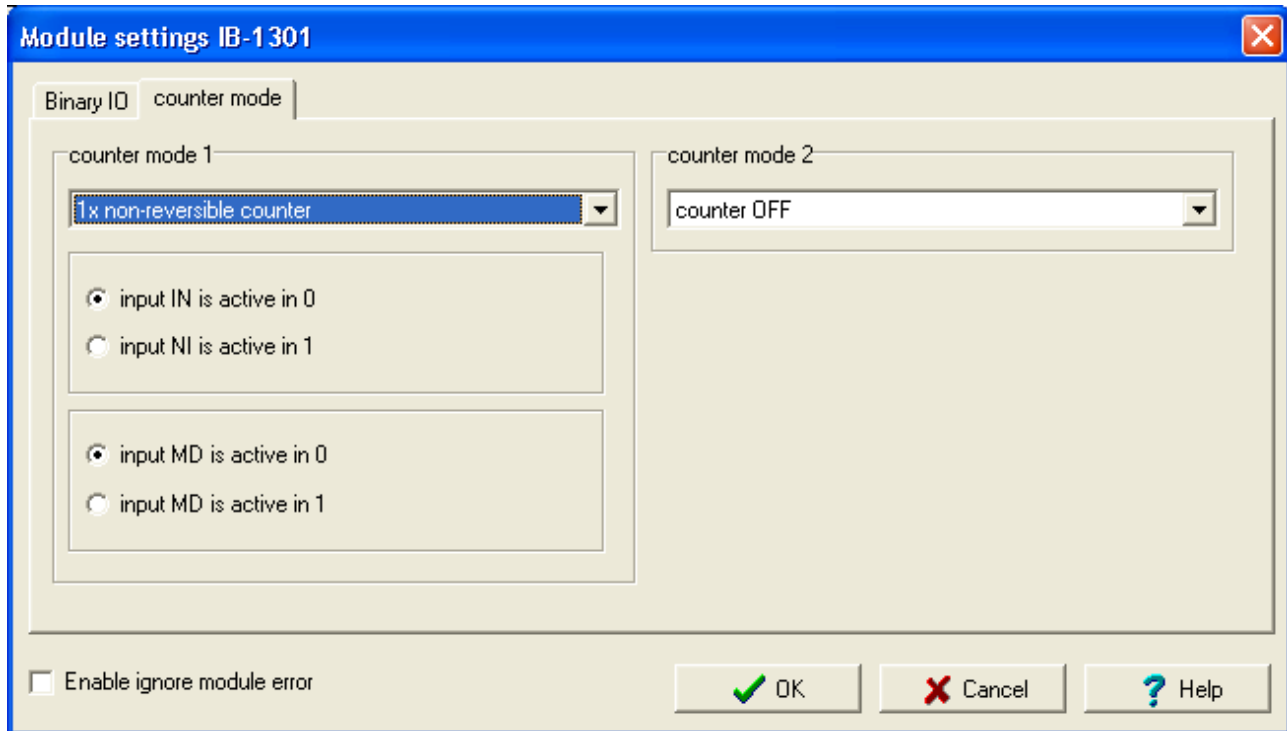 Module settings IB-1301
Binary IO
counter mode
counter mode 1
1x non-reversible counter
input IN is active in 0
input NI is active in 1
input MD is active in 0
input MD is active in 1
counter mode 2
counter OFF
Enable ignore module error
OK
Cancel
? Help